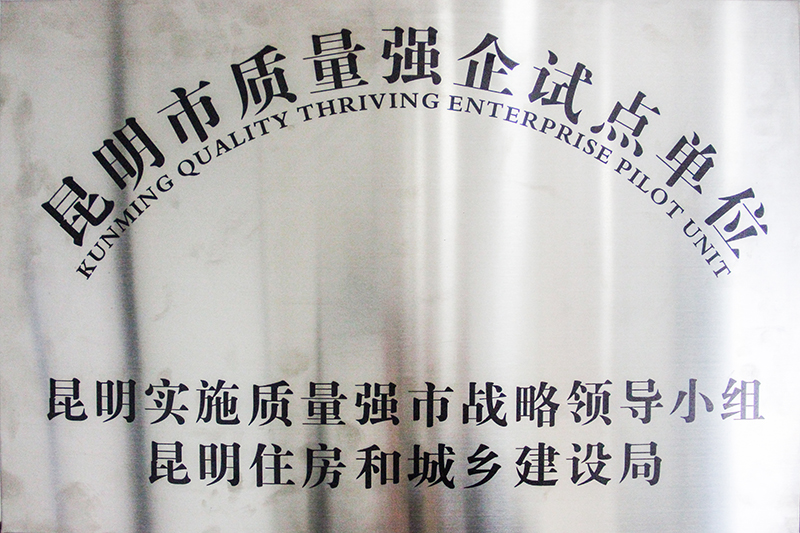 昆明市质量强企试点单位
KUNMING QUALITY THRIVING ENTERPRISE PILOT UNIT
昆明实施质量强市战略领导小组
昆明住房和城乡建设局